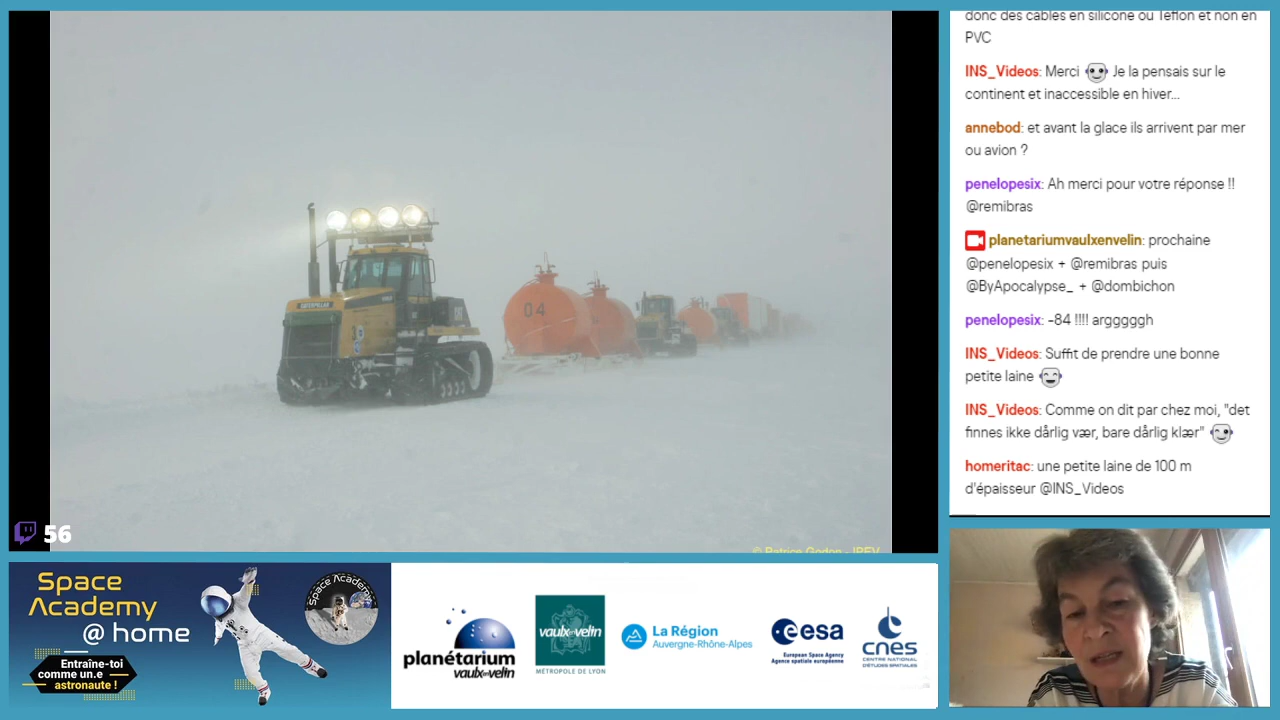 CATERPILLAR
04
© Patrice Godon - IPEV
56
donc des câbles en silicone ou Teflon et non en
PVC
INS_Videos: Merci Je la pensais sur le
continent et inaccessible en hiver...
annebod: et avant la glace ils arrivent par mer
ou avion ?
penelopesix: Ah merci pour votre réponse !!
@remibras
planetariumvaulxenvelin: prochaine
@penelopesix + @remibras puis
@ByApocalypse_ + @dombichon
penelopesix: -84 !!!! argggggh
INS_Videos: Suffit de prendre une bonne
petite laine
INS_Videos: Comme on dit par chez moi, "det
finnes ikke dårlig vær, bare dårlig klær"
homeritac: une petite laine de 100 m
d'épaisseur @INS_Videos
Space
Academy
@ home
Entraîne-toi
comme un.e
astronaute !
Space Academy
planétarium
vaulx en velin
vaulx en velin
MÉTROPOLE DE LYON
La Région
Auvergne-Rhône-Alpes
esa
European Space Agency
Agence spatiale européenne
cnes
CENTRE NATIONAL
D'ÉTUDES SPATIALES